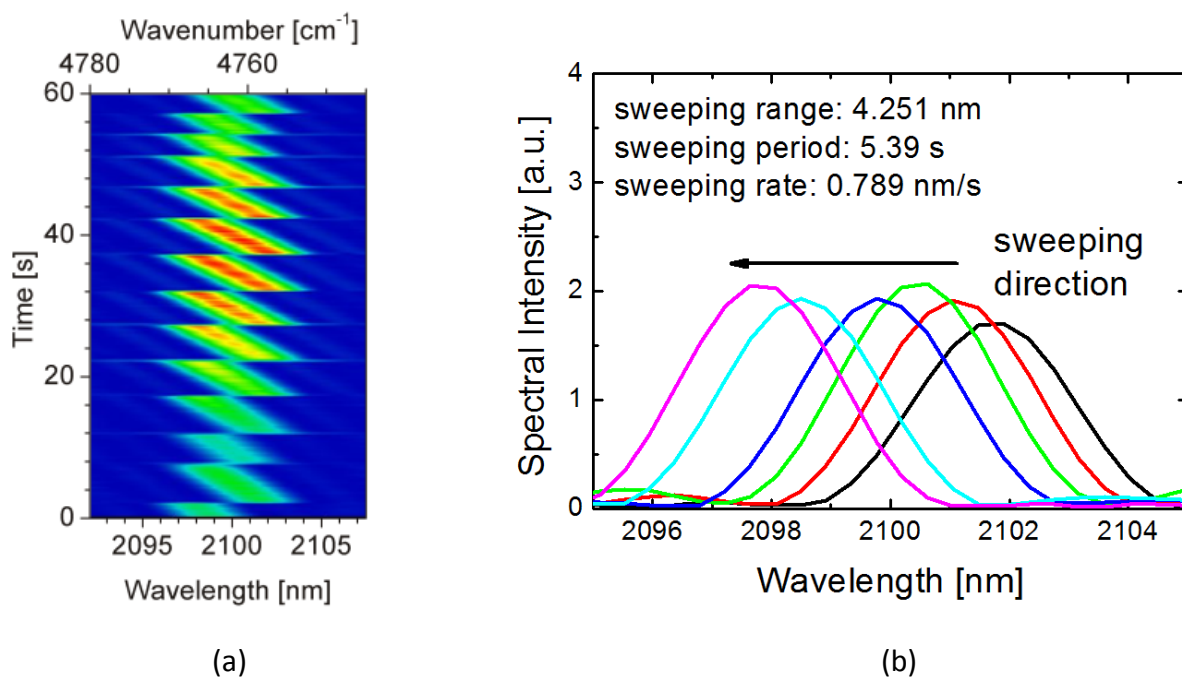 Wavenumber [cm⁻¹]
4780 4760
60
40
20
0
Time [s]
2095 2100 2105
Wavelength [nm]
(a)
4
3
2
1
0
Spectral Intensity [a.u.]
sweeping range: 4.251 nm
sweeping period: 5.39 s
sweeping rate: 0.789 nm/s
sweeping
direction
2096 2098 2100 2102 2104
Wavelength [nm]
(b)